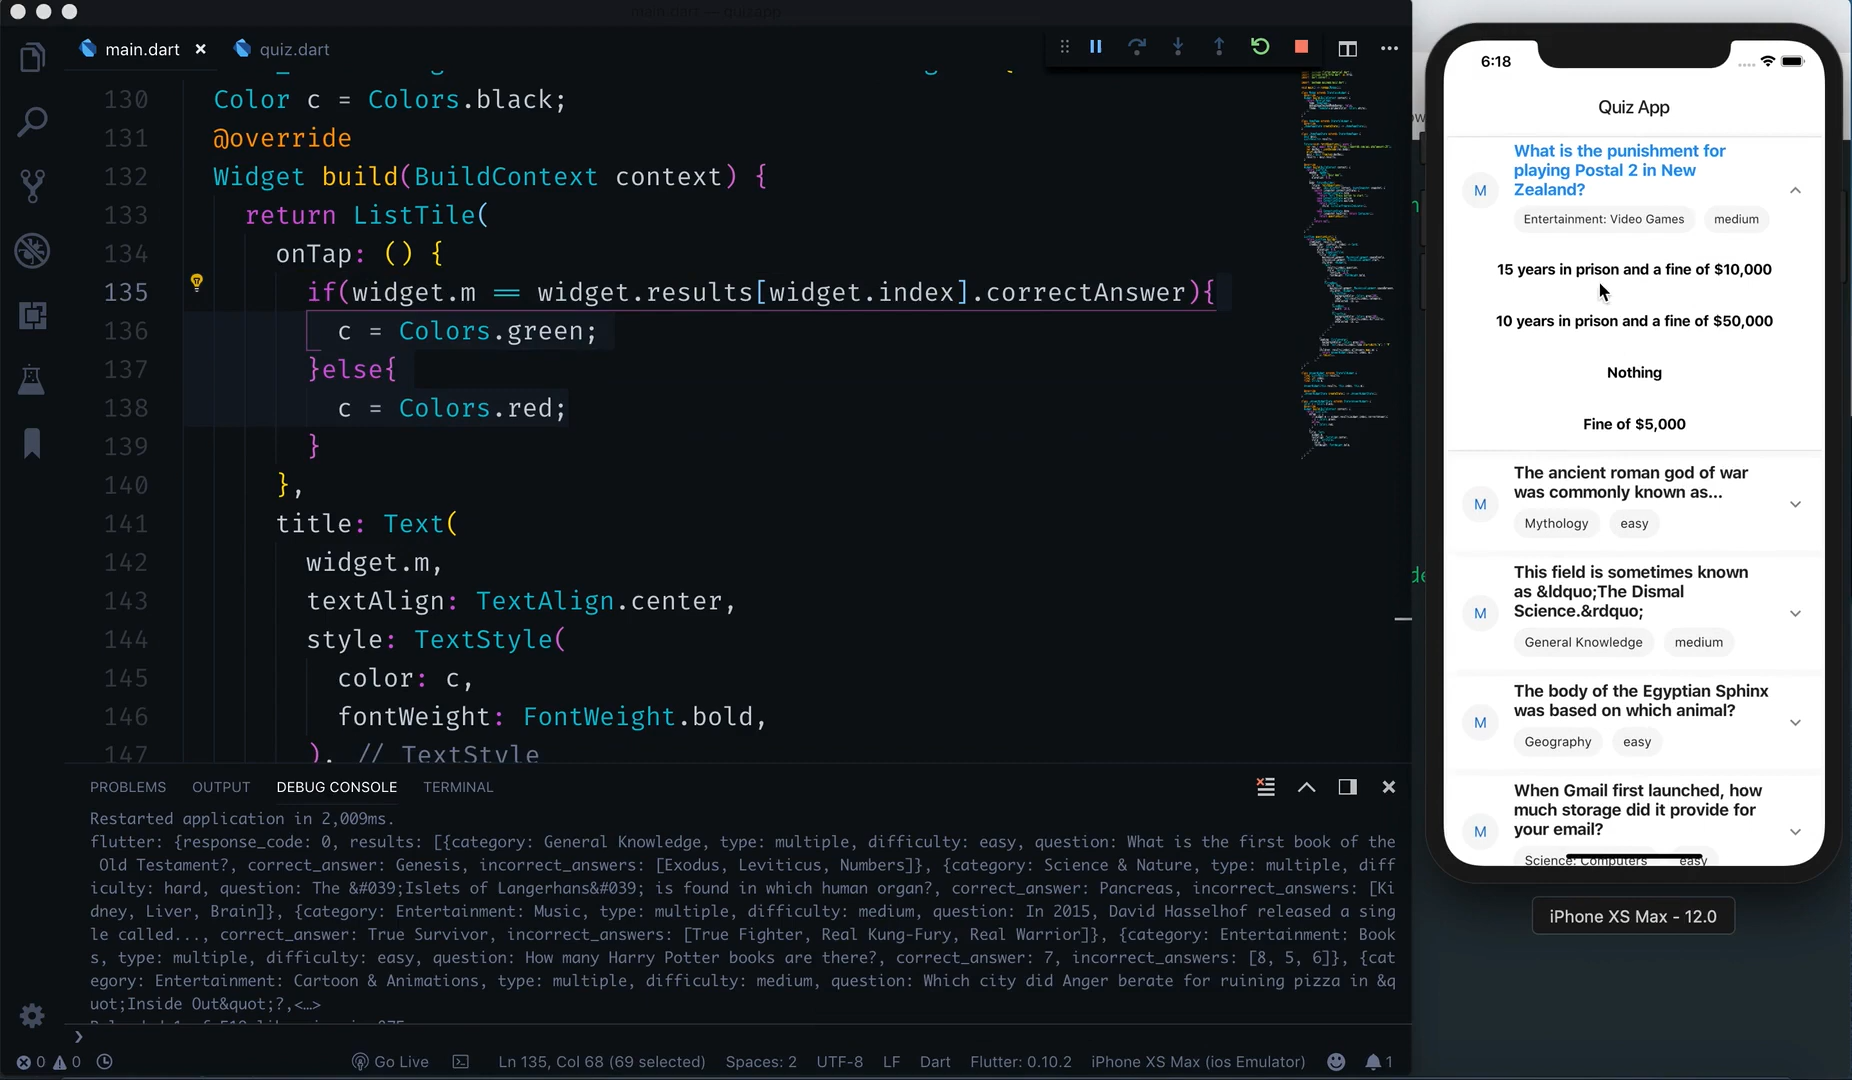 main.dart — quizapp
main.dart ×
quiz.dart
130 Color c = Colors.black;
131 @override
132 Widget build(BuildContext context) {
133 return ListTile(
134 onTap: () {
135 if(widget.m == widget.results[widget.index].correctAnswer){
136 c = Colors.green;
137 }else{
138 c = Colors.red;
139 }
140 },
141 title: Text(
142 widget.m,
143 textAlign: TextAlign.center,
144 style: TextStyle(
145 color: c,
146 fontWeight: FontWeight.bold,
147 ), // TextStyle
PROBLEMS OUTPUT DEBUG CONSOLE TERMINAL
Restarted application in 2,009ms.
flutter: {response_code: 0, results: [{category: General Knowledge, type: multiple, difficulty: easy, question: What is the first book of the
Old Testament?, correct_answer: Genesis, incorrect_answers: [Exodus, Leviticus, Numbers]}, {category: Science & Nature, type: multiple, diff
iculty: hard, question: The &#039;Islets of Langerhans&#039; is found in which human organ?, correct_answer: Pancreas, incorrect_answers: [Ki
dney, Liver, Brain]}, {category: Entertainment: Music, type: multiple, difficulty: medium, question: In 2015, David Hasselhof released a sing
le called..., correct_answer: True Survivor, incorrect_answers: [True Fighter, Real Kung-Fury, Real Warrior]}, {category: Entertainment: Book
s, type: multiple, difficulty: easy, question: How many Harry Potter books are there?, correct_answer: 7, incorrect_answers: [8, 5, 6]}, {cat
egory: Entertainment: Cartoon & Animations, type: multiple, difficulty: medium, question: Which city did Anger berate for ruining pizza in &q
uot;Inside Out&quot;?,<…>
0 0 Go Live Ln 135, Col 68 (69 selected) Spaces: 2 UTF-8 LF Dart Flutter: 0.10.2 iPhone XS Max (ios Emulator) 1
6:18
Quiz App
M
What is the punishment for
playing Postal 2 in New
Zealand?
Entertainment: Video Games medium
15 years in prison and a fine of $10,000
10 years in prison and a fine of $50,000
Nothing
Fine of $5,000
M
The ancient roman god of war
was commonly known as...
Mythology easy
M
This field is sometimes known
as &ldquo;The Dismal
Science.&rdquo;
General Knowledge medium
M
The body of the Egyptian Sphinx
was based on which animal?
Geography easy
M
When Gmail first launched, how
much storage did it provide for
your email?
Science: Computers easy
iPhone XS Max - 12.0